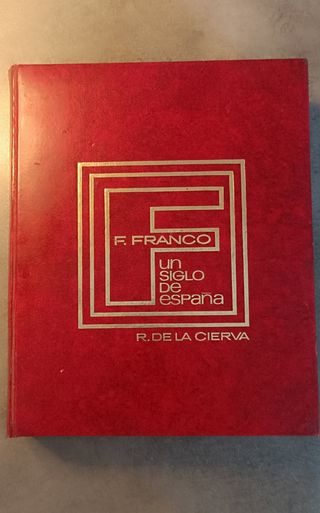 F. FRANCO
un
SIGLO
DE
españa
R. DE LA CIERVA